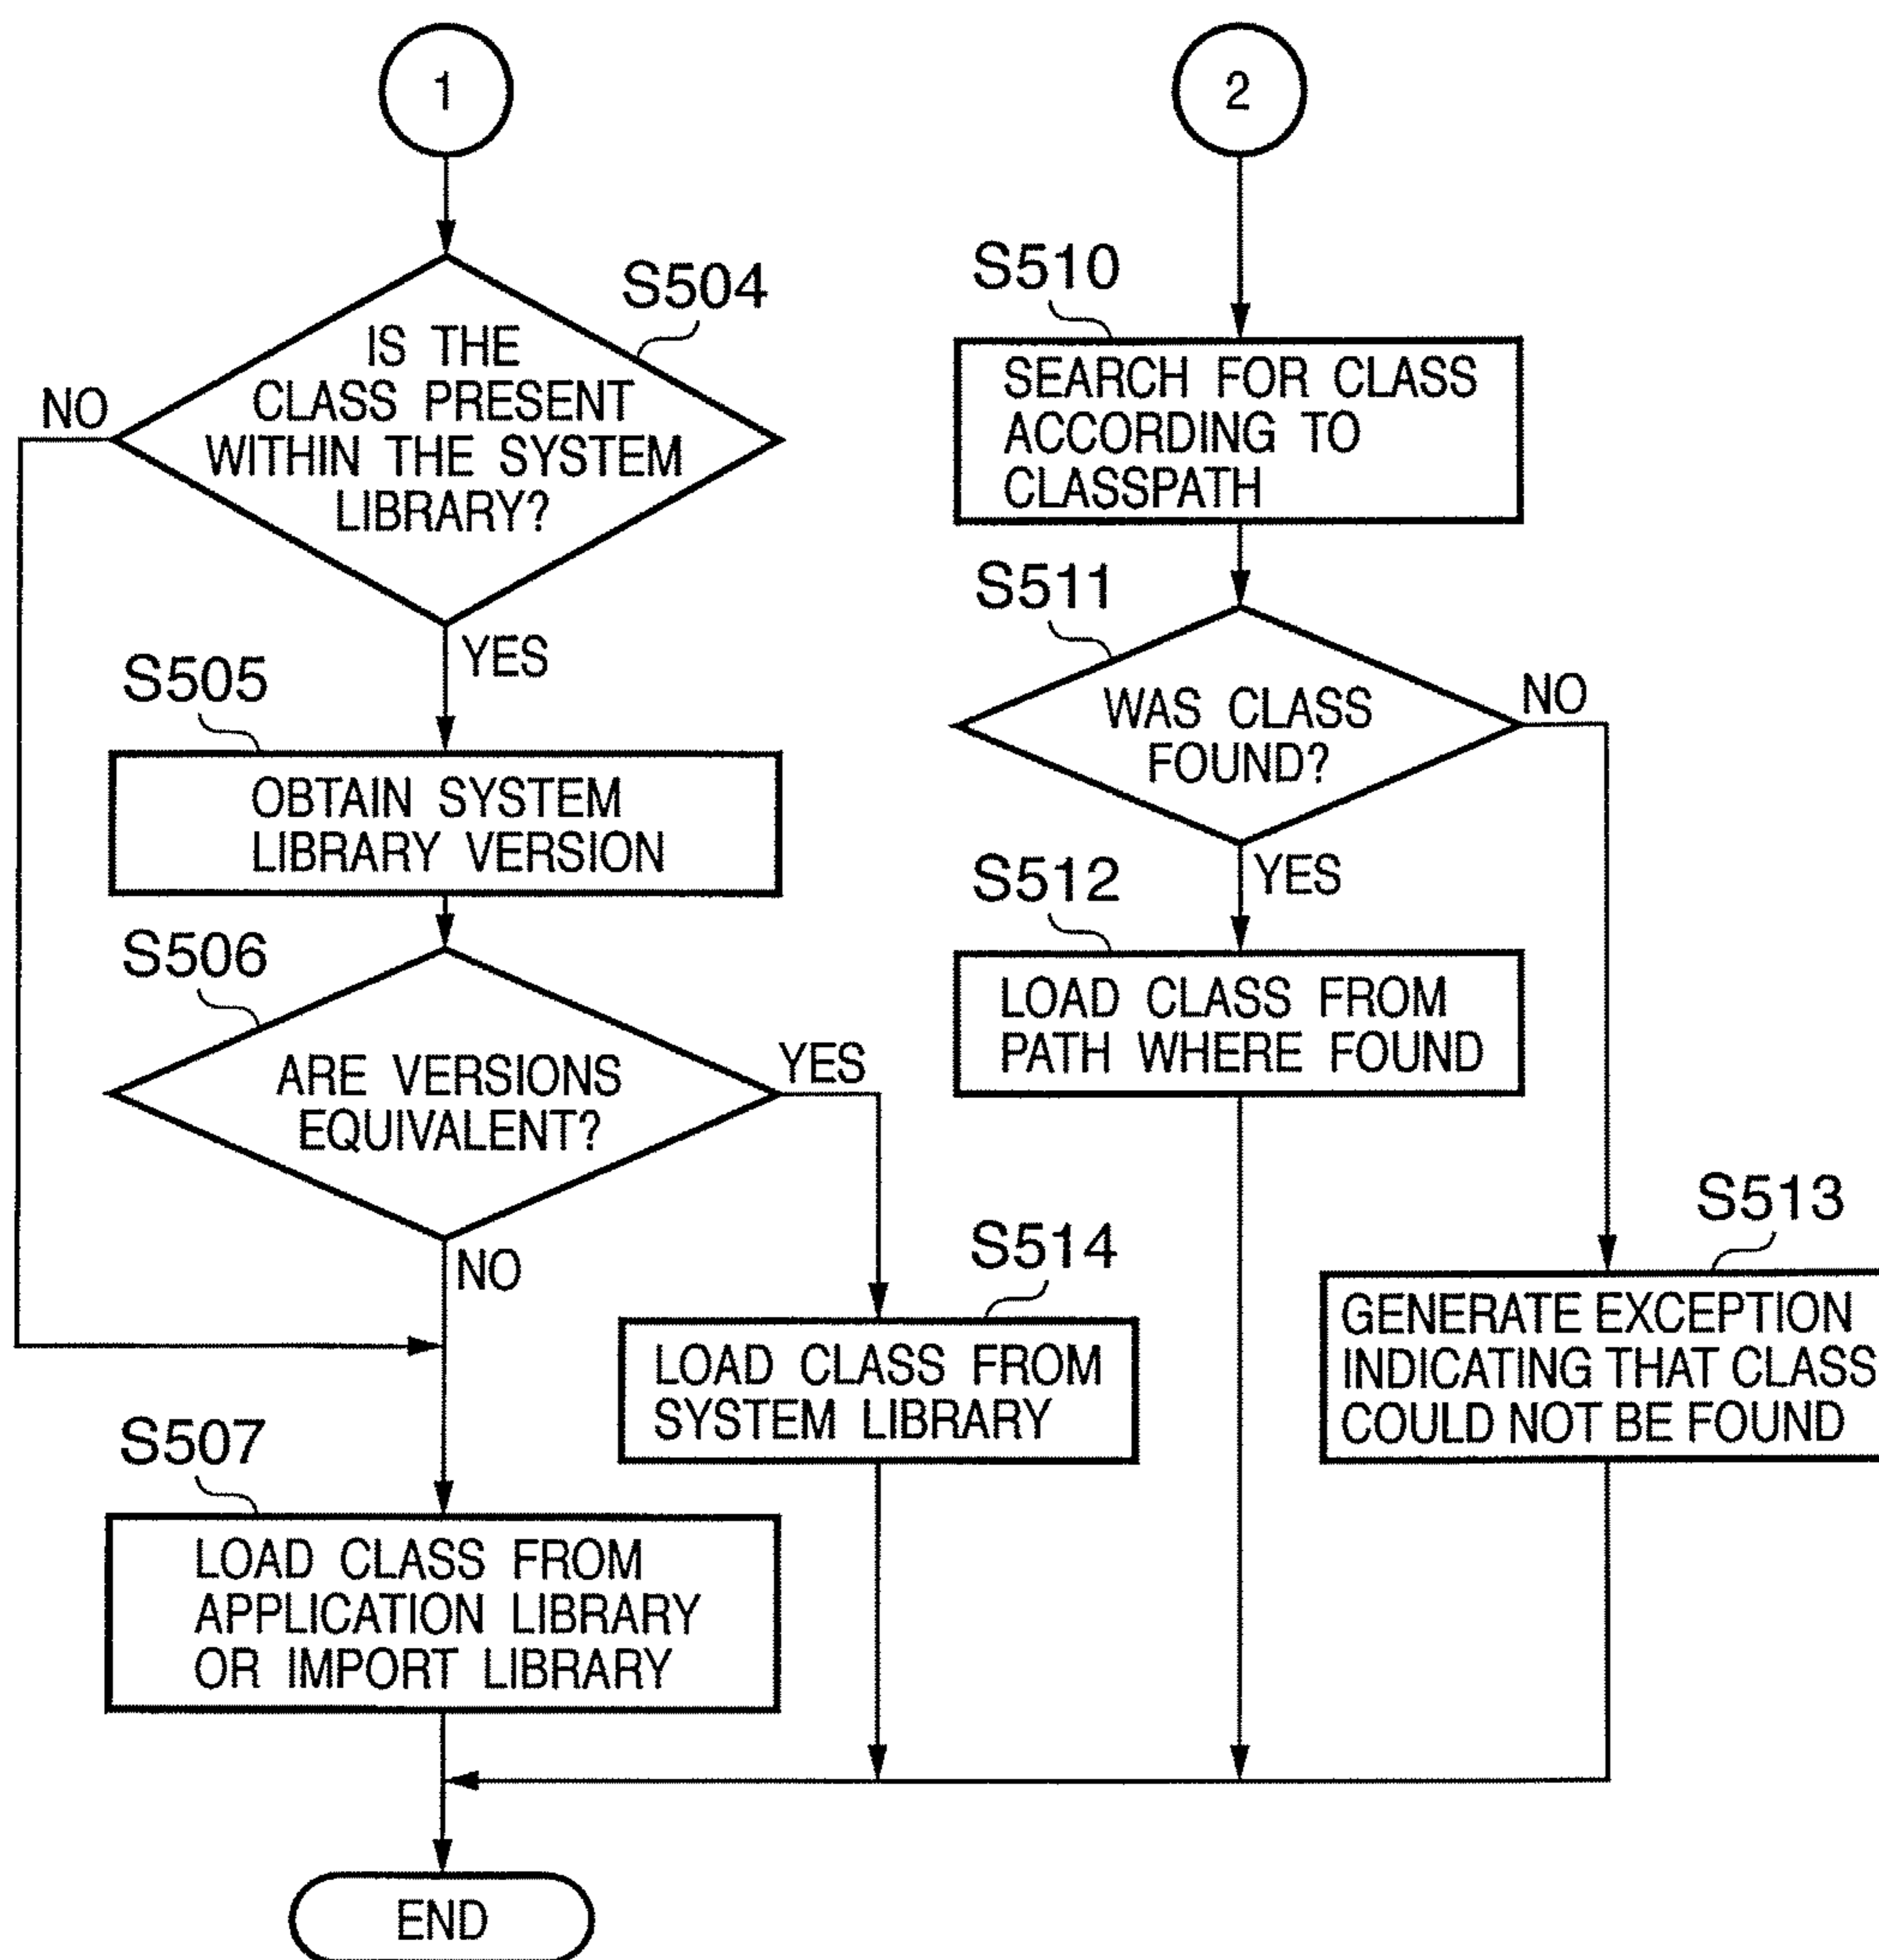 1
S504
IS THE
CLASS PRESENT
WITHIN THE SYSTEM
LIBRARY?
NO
YES
S505
OBTAIN SYSTEM
LIBRARY VERSION
S506
ARE VERSIONS
EQUIVALENT?
YES
NO
S514
LOAD CLASS FROM
SYSTEM LIBRARY
S507
LOAD CLASS FROM
APPLICATION LIBRARY
OR IMPORT LIBRARY
END
2
S510
SEARCH FOR CLASS
ACCORDING TO
CLASSPATH
S511
WAS CLASS
FOUND?
NO
YES
S512
LOAD CLASS FROM
PATH WHERE FOUND
S513
GENERATE EXCEPTION
INDICATING THAT CLASS
COULD NOT BE FOUND